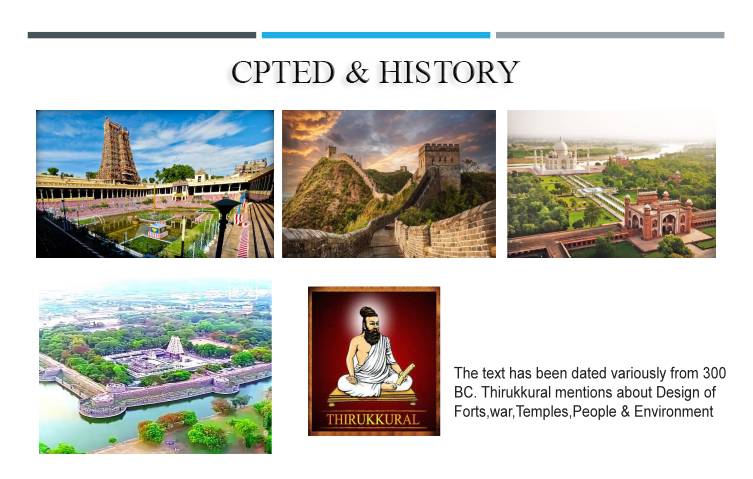 CPTED & HISTORY
THIRUKKURAL
The text has been dated variously from 300
BC. Thirukkural mentions about Design of
Forts,war,Temples,People & Environment